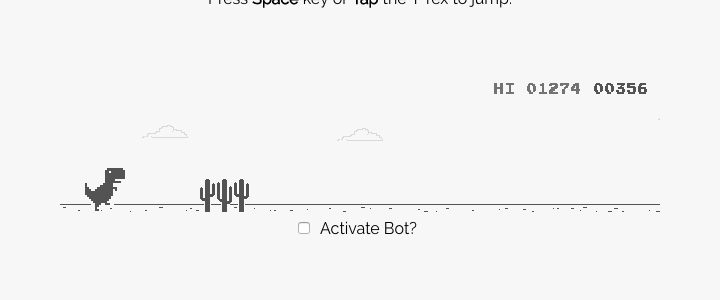 Press Space key or Tap the T-rex to jump.
HI 01274 00356
Activate Bot?